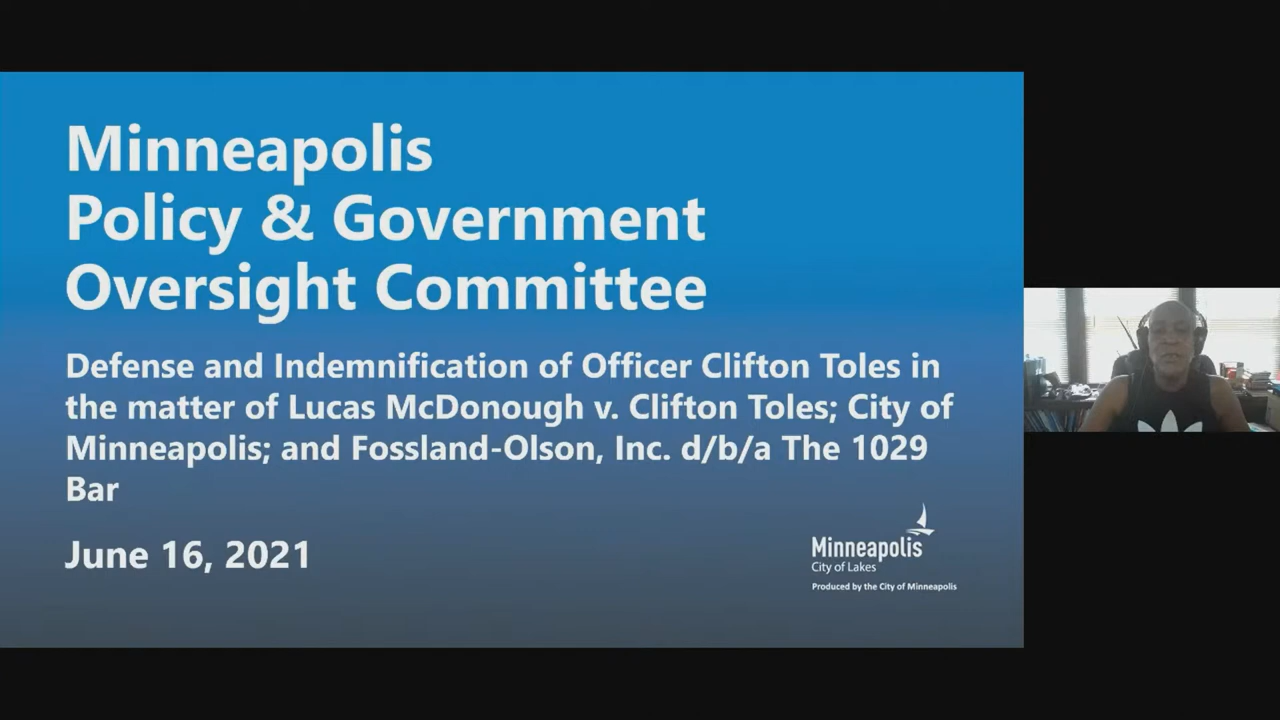 Minneapolis
Policy & Government
Oversight Committee
Defense and Indemnification of Officer Clifton Toles in
the matter of Lucas McDonough v. Clifton Toles; City of
Minneapolis; and Fossland-Olson, Inc. d/b/a The 1029
Bar
June 16, 2021
Minneapolis
City of Lakes
Produced by the City of Minneapolis